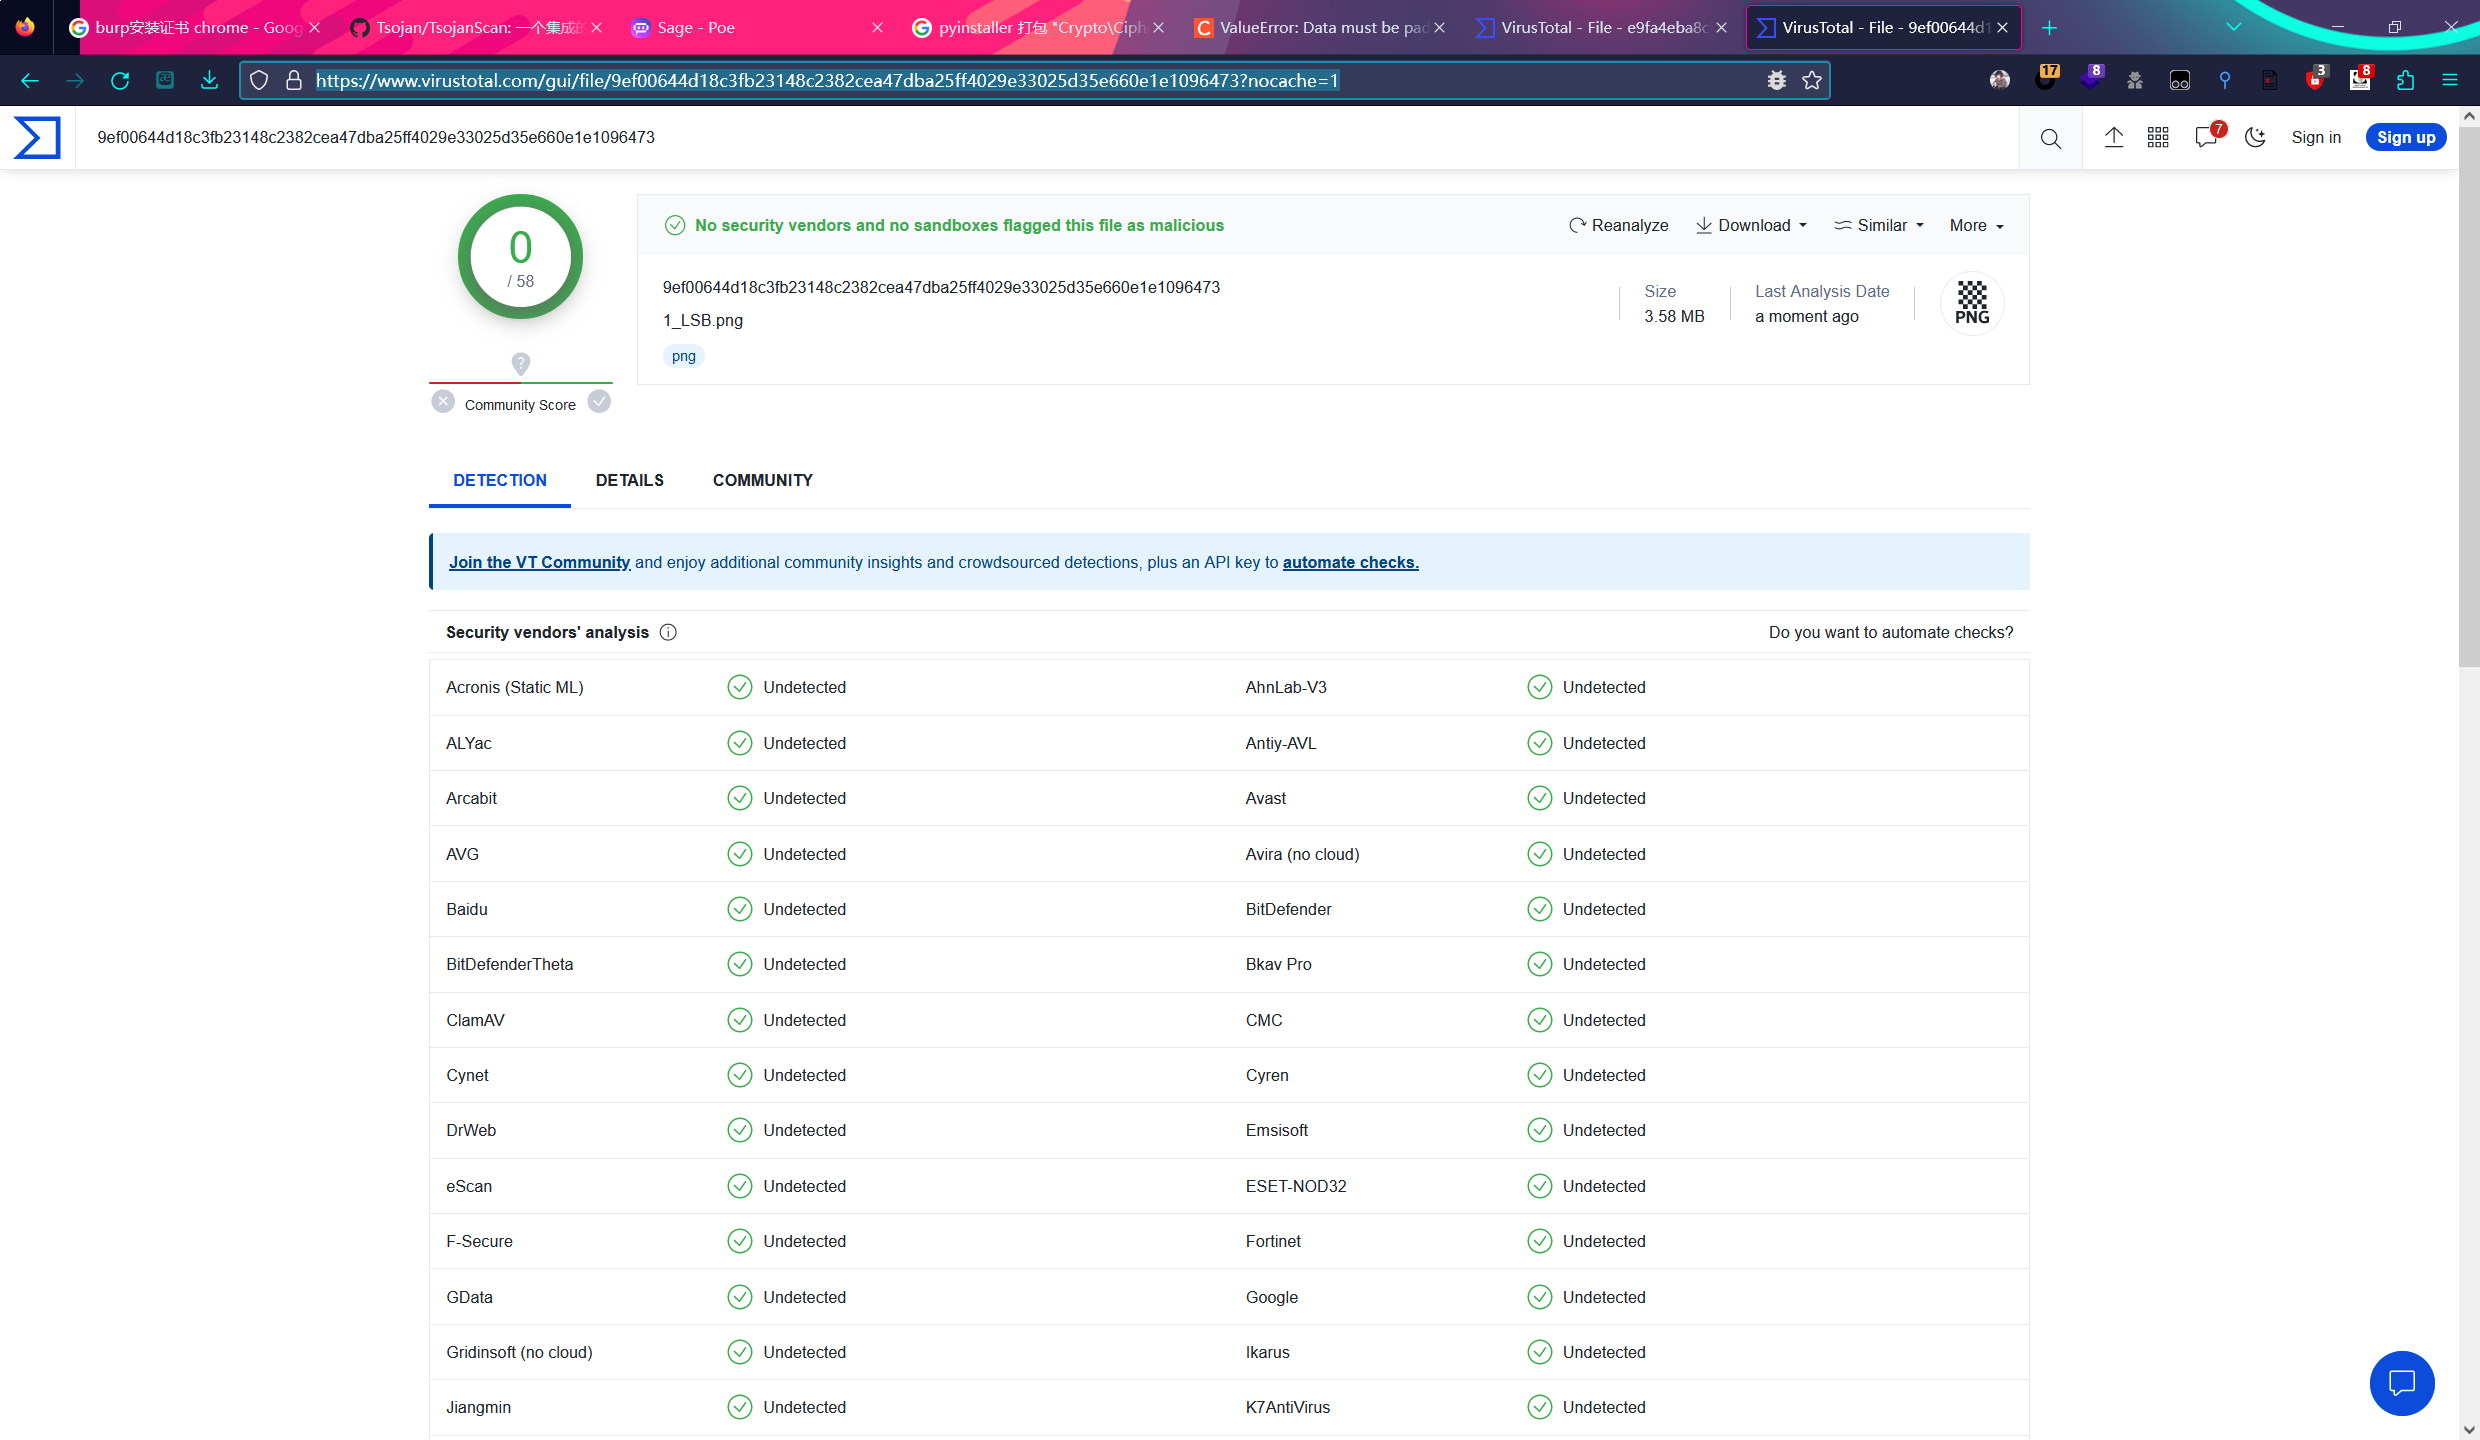 burp安装证书 chrome - Goog
Tsojan/TsojanScan: 一个集成的
Sage - Poe
pyinstaller 打包 "Crypto\Ciph
ValueError: Data must be pad
VirusTotal - File - e9fa4eba8c
VirusTotal - File - 9ef00644d1
https://www.virustotal.com/gui/file/9ef00644d18c3fb23148c2382cea47dba25ff4029e33025d35e660e1e1096473?nocache=1
17
8
3
8
9ef00644d18c3fb23148c2382cea47dba25ff4029e33025d35e660e1e1096473
7
Sign in
Sign up
0
/ 58
No security vendors and no sandboxes flagged this file as malicious
Reanalyze
Download
Similar
More
9ef00644d18c3fb23148c2382cea47dba25ff4029e33025d35e660e1e1096473
1_LSB.png
png
Size
3.58 MB
Last Analysis Date
a moment ago
PNG
?
Community Score
DETECTION
DETAILS
COMMUNITY
Join the VT Community and enjoy additional community insights and crowdsourced detections, plus an API key to automate checks.
Security vendors' analysis
Do you want to automate checks?
Acronis (Static ML) Undetected AhnLab-V3 Undetected
ALYac Undetected Antiy-AVL Undetected
Arcabit Undetected Avast Undetected
AVG Undetected Avira (no cloud) Undetected
Baidu Undetected BitDefender Undetected
BitDefenderTheta Undetected Bkav Pro Undetected
ClamAV Undetected CMC Undetected
Cynet Undetected Cyren Undetected
DrWeb Undetected Emsisoft Undetected
eScan Undetected ESET-NOD32 Undetected
F-Secure Undetected Fortinet Undetected
GData Undetected Google Undetected
Gridinsoft (no cloud) Undetected Ikarus Undetected
Jiangmin Undetected K7AntiVirus Undetected